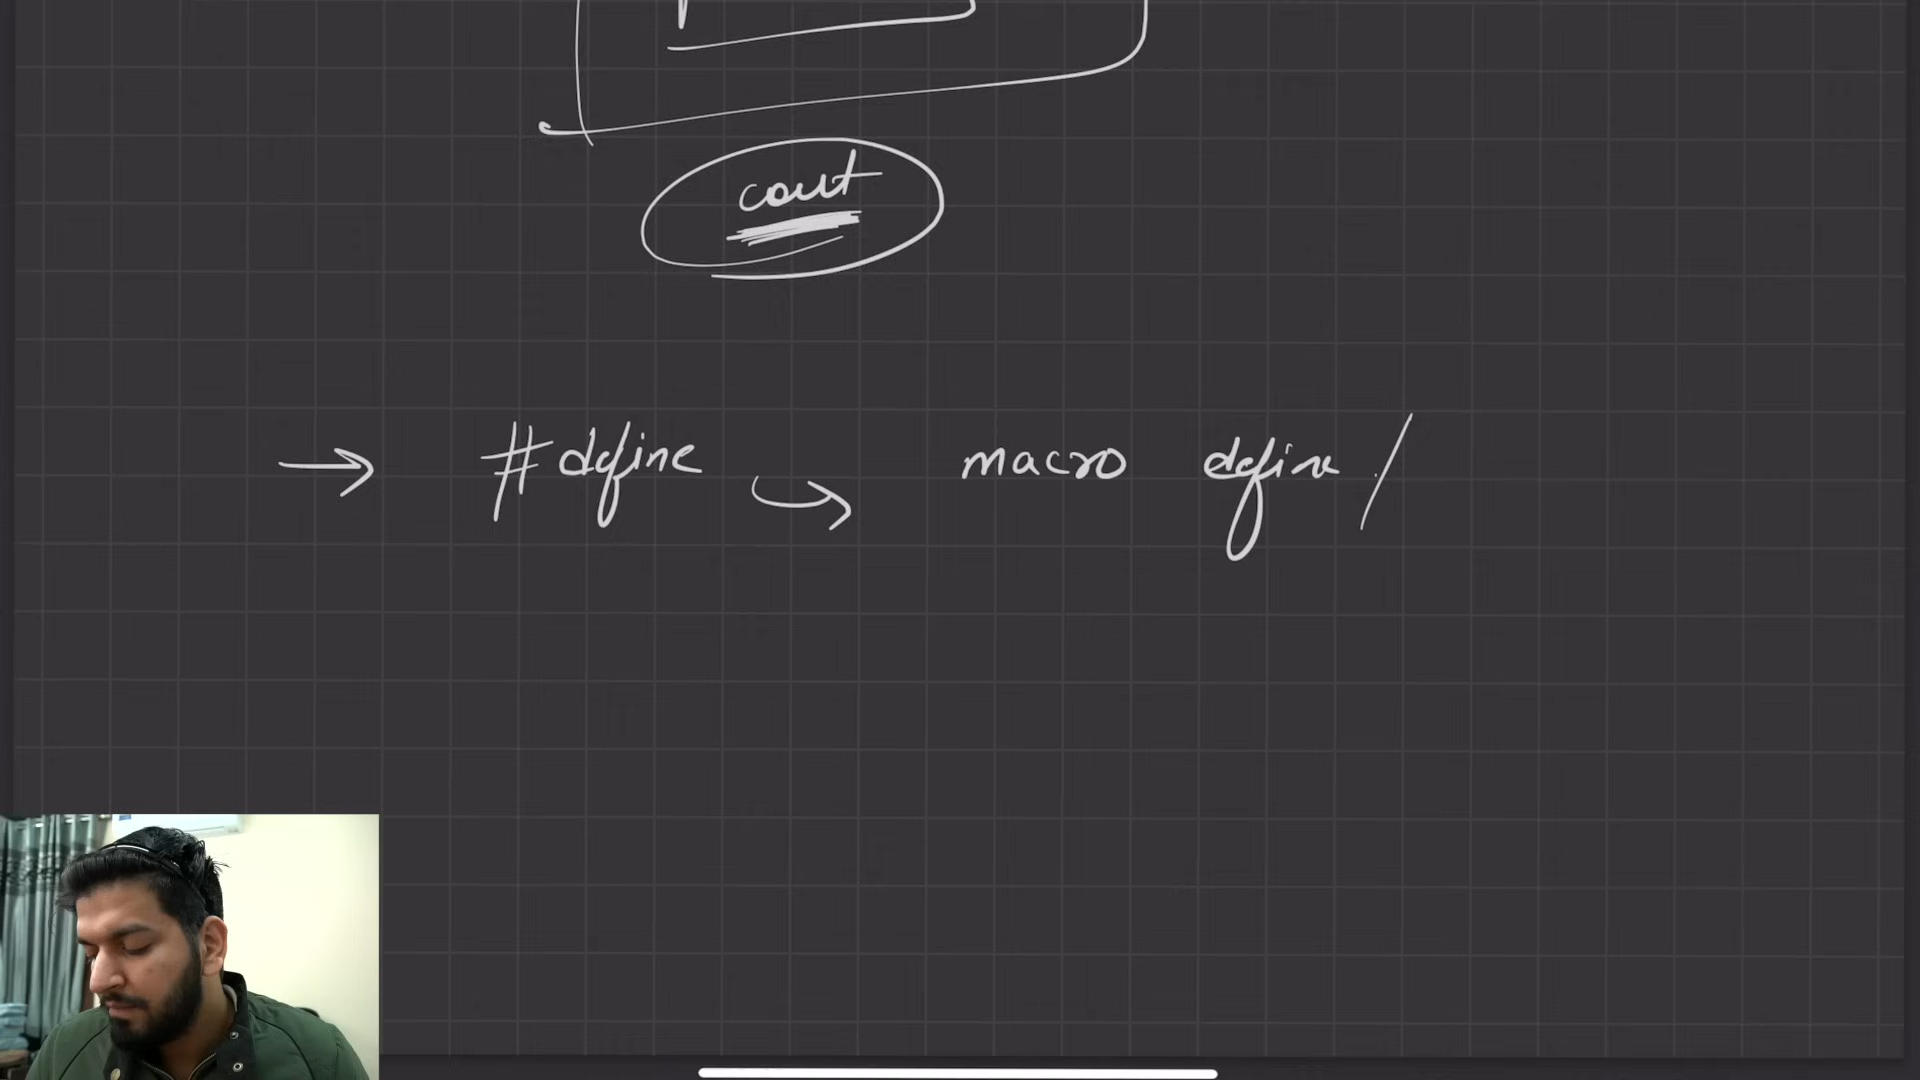 cout
→ #define ↪ macro define /